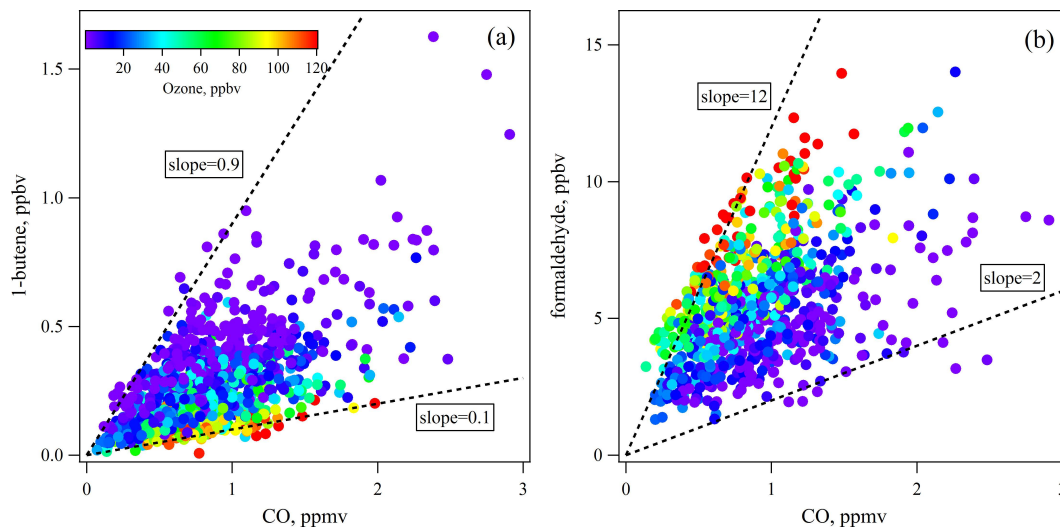 (a)
20 40 60 80 100 120
Ozone, ppbv
1.5
1.0
0.5
0.0
1-butene, ppbv
slope=0.9
slope=0.1
0 1 2 3
CO, ppmv
(b)
15
10
5
0
formaldehyde, ppbv
slope=12
slope=2
0 1 2 3
CO, ppmv